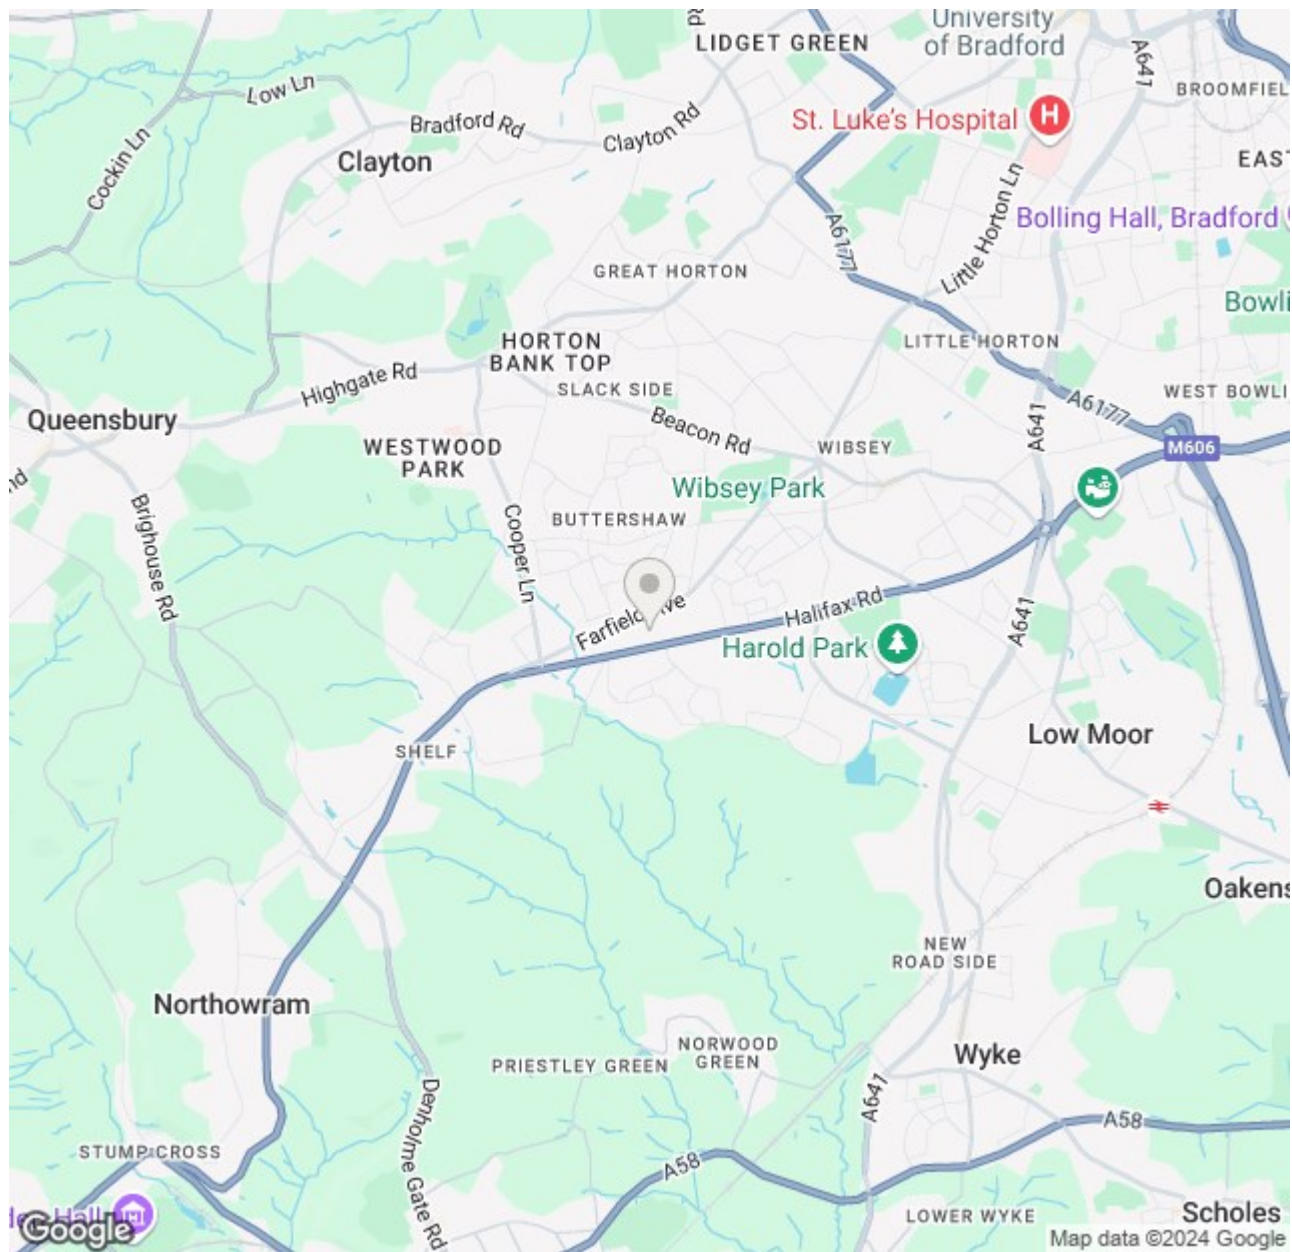 University
of Bradford
LIDGET GREEN
Rd
A641
BROOMFIEL
Low Ln
St. Luke's Hospital
H
Bradford Rd
Clayton Rd
Cockin Ln
Clayton
EAST
Little Horton Ln
Bolling Hall, Bradford
A6177
GREAT HORTON
Bowli
HORTON
BANK TOP
LITTLE HORTON
Highgate Rd
SLACK SIDE
A6177
WEST BOWLI
Queensbury
Beacon Rd
A641
WESTWOOD
PARK
WIBSEY
M606
nd
Wibsey Park
Brighouse Rd
Cooper Ln
BUTTERSHAW
Halifax Rd
A641
Harold Park
Low Moor
SHELF
Oakens
NEW
ROAD SIDE
Northowram
NORWOOD
GREEN
PRIESTLEY GREEN
Wyke
A641
Denholme Gate Rd
A58
STUMP CROSS
A58
LOWER WYKE
Scholes
Google
Map data ©2024 Google